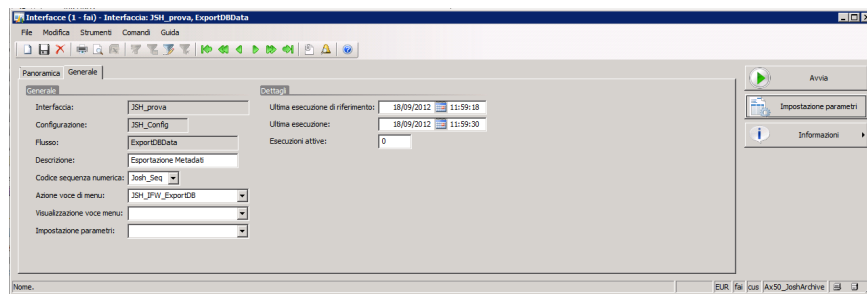 Interfacce (1 - fai) - Interfaccia: JSH_prova, ExportDBData
File Modifica Strumenti Comandi Guida
Panoramica Generale
Generale
Interfaccia: JSH_prova
Configurazione: JSH_Config
Flusso: ExportDBData
Descrizione: Esportazione Metadati
Codice sequenza numerica: Josh_Seq
Azione voce di menu: JSH_IFW_ExportDB
Visualizzazione voce menu:
Impostazione parametri:
Dettagli
Ultima esecuzione di riferimento: 18/09/2012 11:59:18
Ultima esecuzione: 18/09/2012 11:59:30
Esecuzioni attive: 0
Avvia
Impostazione parametri
Informazioni
Nome. EUR fai cus Ax50_JoshArchive